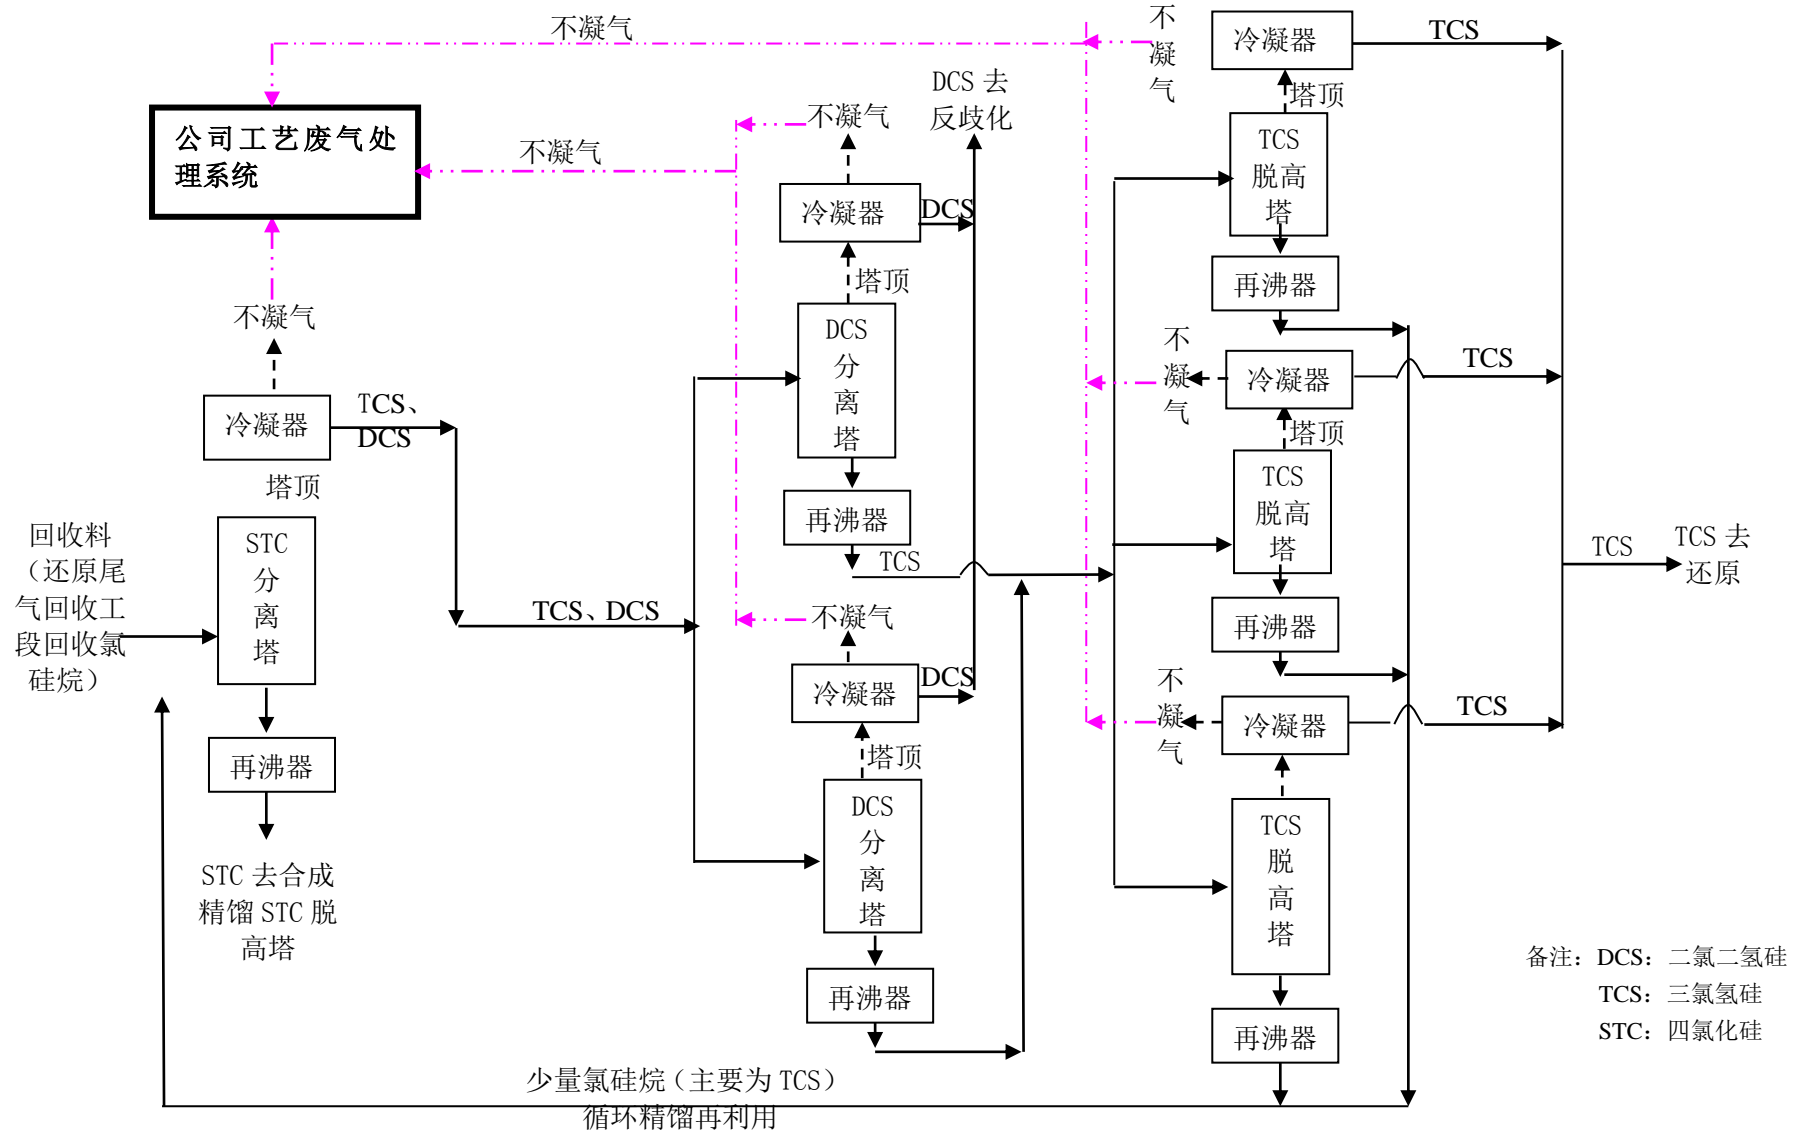 不凝气
公司工艺废气处
理系统
不凝气
不凝气
冷凝器
TCS、
DCS
塔顶
回收料
（还原尾
气回收工
段回收氯
硅烷）
STC
分
离
塔
再沸器
STC 去合成
精馏 STC 脱
高塔
TCS、DCS
不凝气
DCS 去
反歧化
冷凝器
DCS
塔顶
DCS
分
离
塔
再沸器
TCS
不凝气
冷凝器
DCS
塔顶
DCS
分
离
塔
再沸器
不
凝
气
冷凝器
TCS
塔顶
TCS
脱高
塔
再沸器
不
凝
气
冷凝器
TCS
塔顶
TCS
脱高
塔
再沸器
不
凝
气
冷凝器
TCS
TCS
脱
高
塔
再沸器
TCS
TCS 去
还原
少量氯硅烷（主要为 TCS）
循环精馏再利用
备注：DCS：二氯二氢硅
TCS：三氯氢硅
STC：四氯化硅